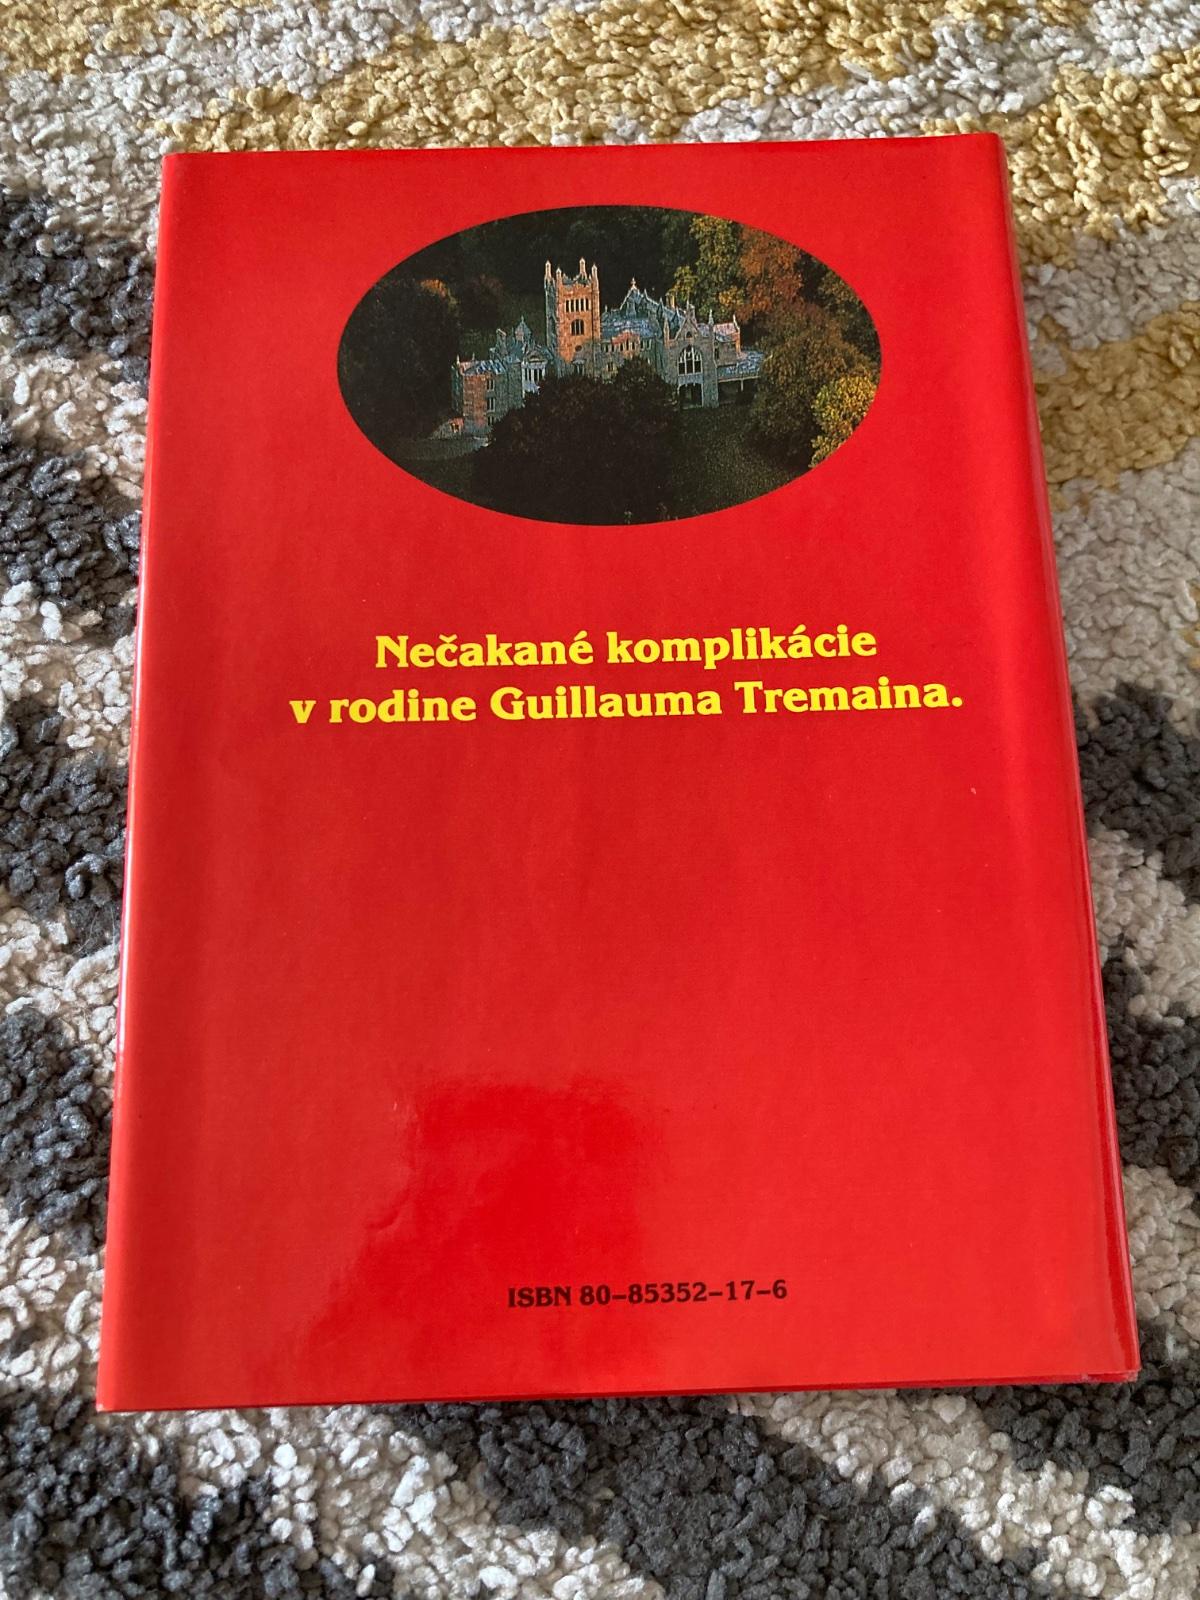 Nečakané komplikácie
v rodine Guillauma Tremaina.
ISBN 80–85352–17–6